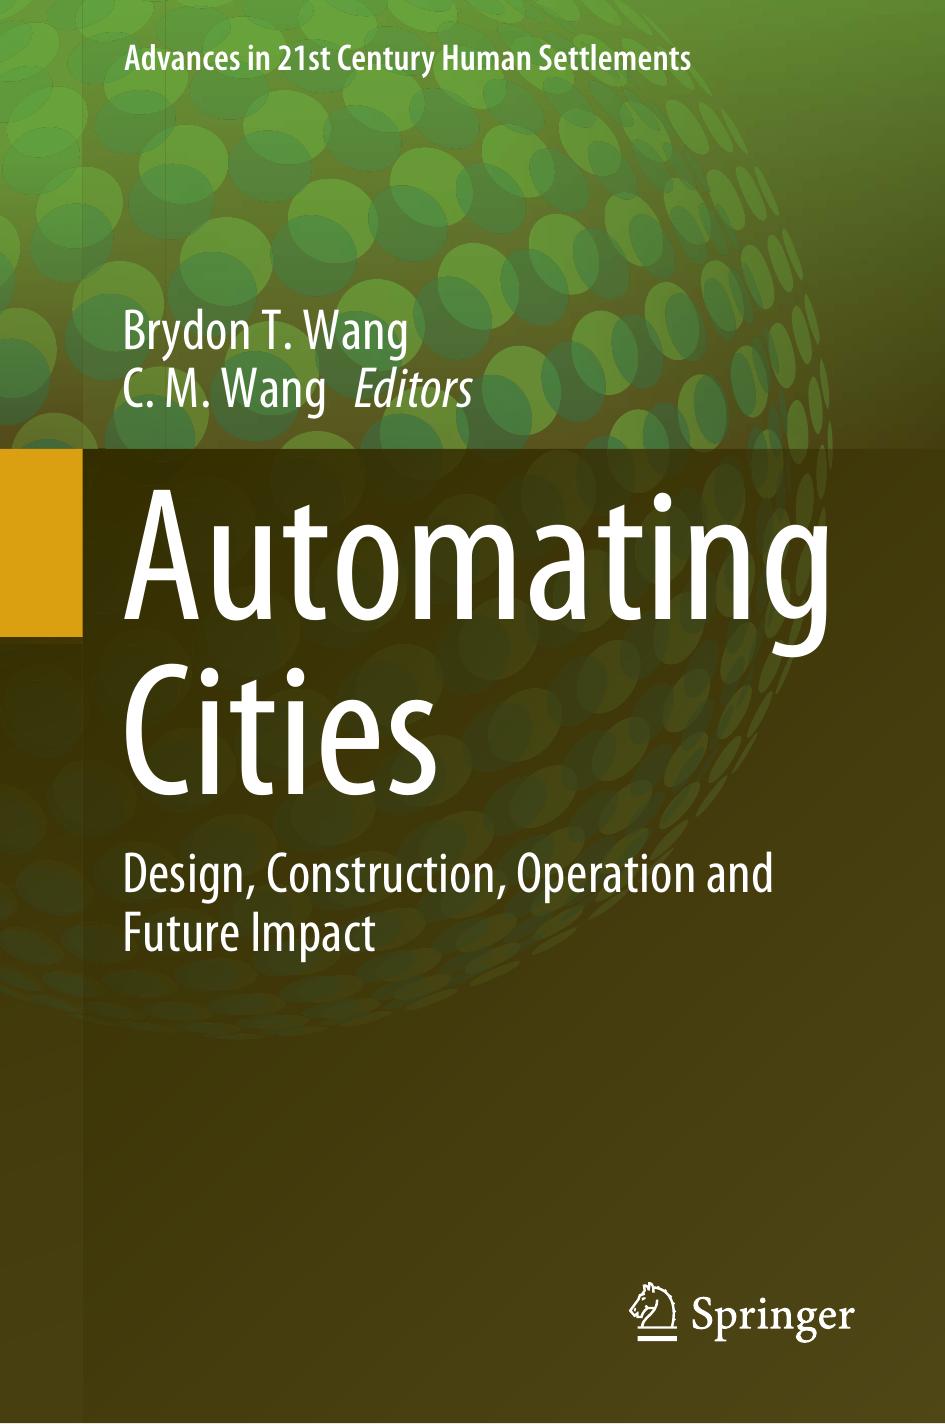 Advances in 21st Century Human Settlements
Brydon T. Wang
C. M. Wang Editors
Automating
Cities
Design, Construction, Operation and
Future Impact
Springer